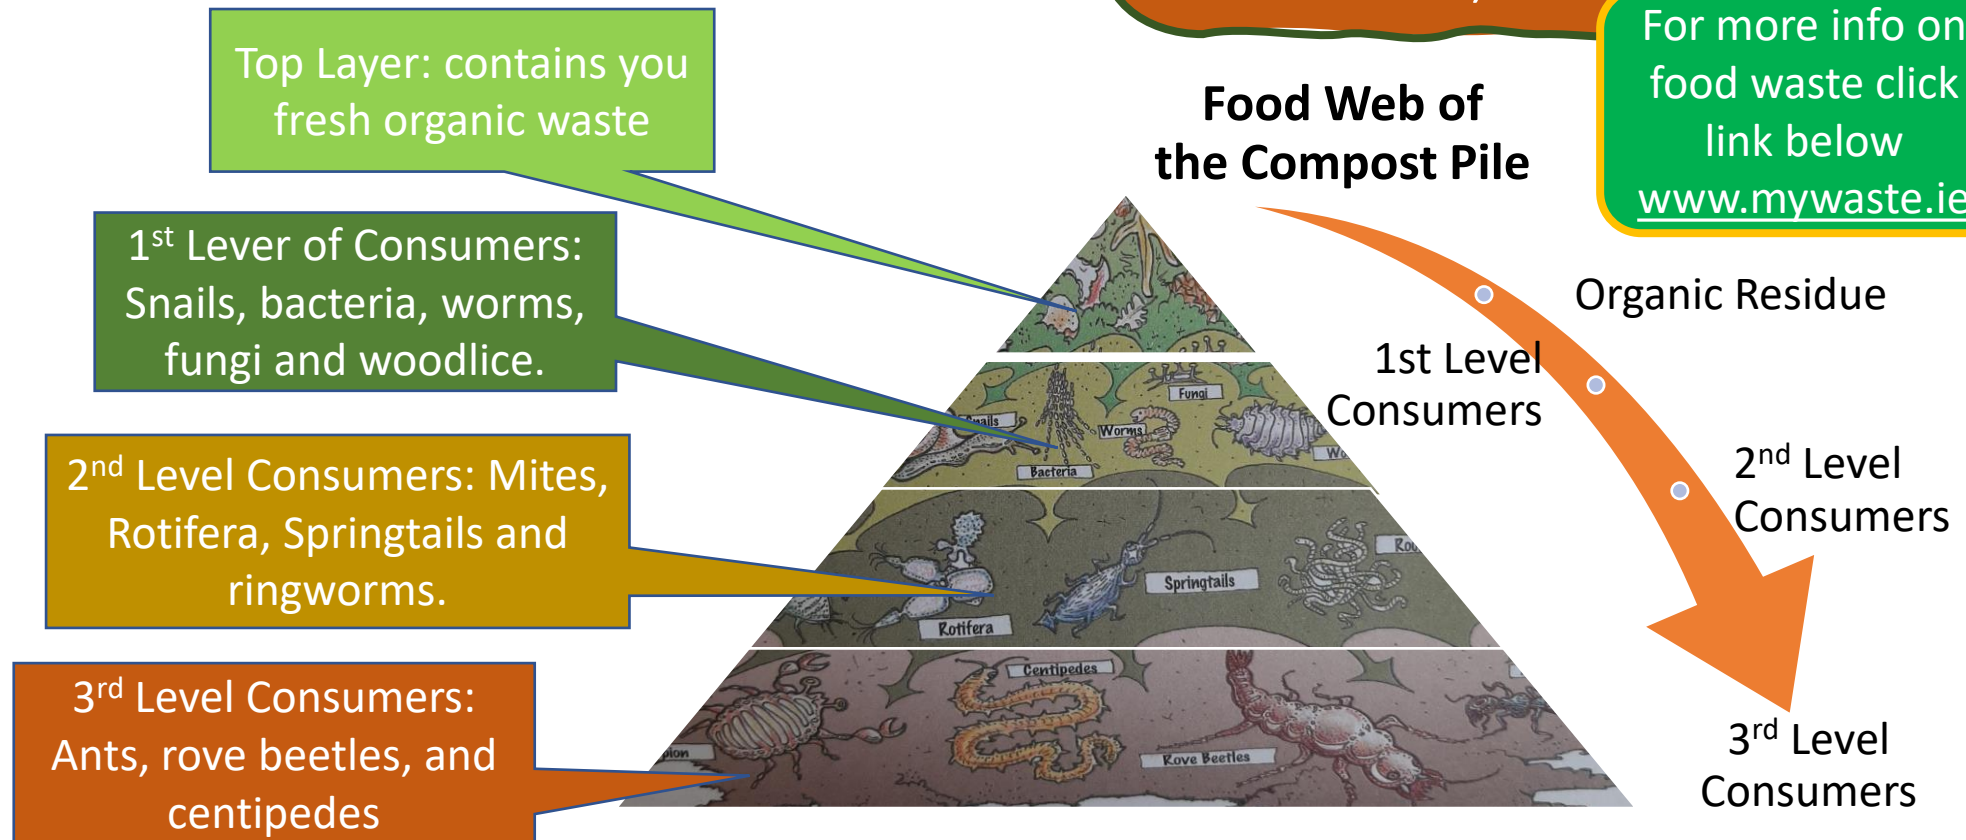 Top Layer: contains you
fresh organic waste
1st Lever of Consumers:
Snails, bacteria, worms,
fungi and woodlice.
2nd Level Consumers: Mites,
Rotifera, Springtails and
ringworms.
3rd Level Consumers:
Ants, rove beetles, and
centipedes
Food Web of
the Compost Pile
For more info on
food waste click
link below
www.mywaste.ie
Organic Residue
1st Level
Consumers
2nd Level
Consumers
3rd Level
Consumers
Fungi
Worms
Bacteria
Springtails
Rotifera
Centipedes
Rove Beetles